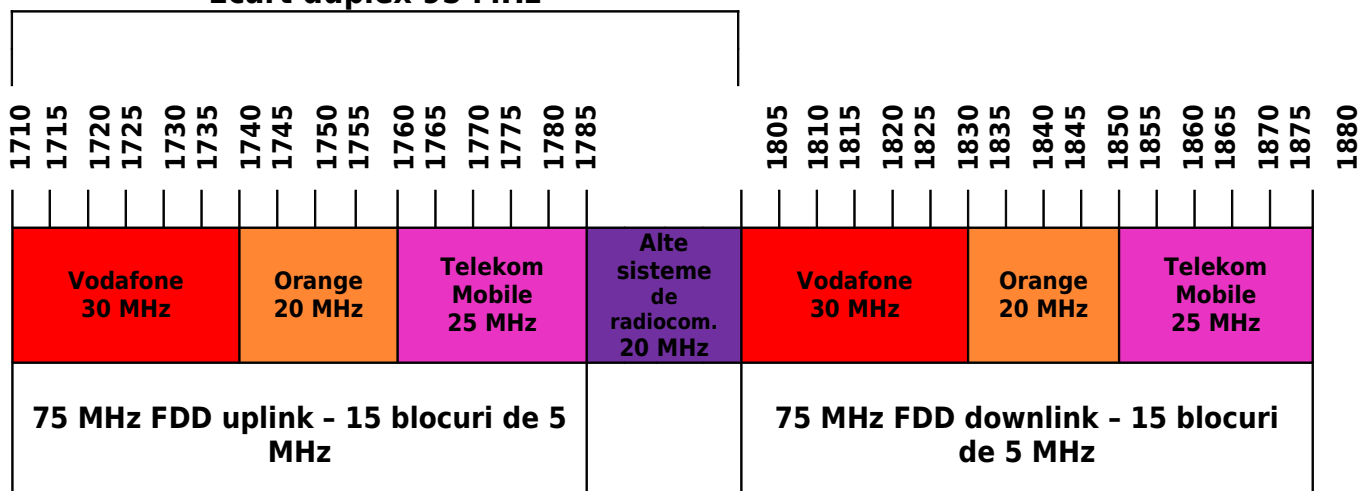 Ecart duplex 95 MHz
1710
1715
1720
1725
1730
1735
1740
1745
1750
1755
1760
1765
1770
1775
1780
1785
1805
1810
1815
1820
1825
1830
1835
1840
1845
1850
1855
1860
1865
1870
1875
1880
Vodafone
30 MHz
Orange
20 MHz
Telekom
Mobile
25 MHz
Alte
sisteme
de
radiocom.
20 MHz
Vodafone
30 MHz
Orange
20 MHz
Telekom
Mobile
25 MHz
75 MHz FDD uplink – 15 blocuri de 5
MHz
75 MHz FDD downlink – 15 blocuri
de 5 MHz